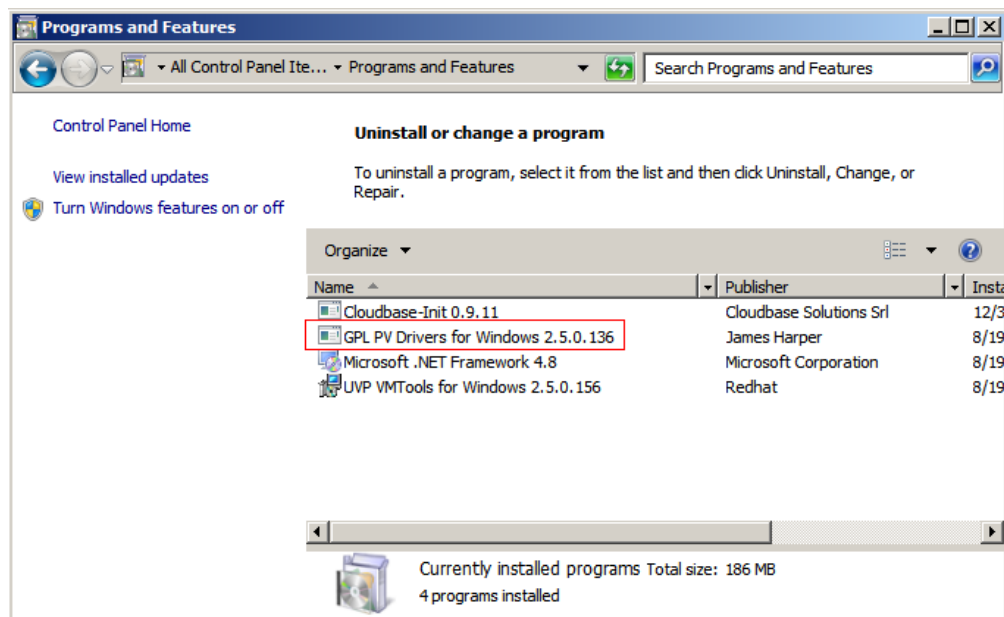 Programs and Features
All Control Panel Ite... Programs and Features Search Programs and Features
Control Panel Home
View installed updates
Turn Windows features on or off
Uninstall or change a program
To uninstall a program, select it from the list and then click Uninstall, Change, or
Repair.
Organize
Name Publisher Insta
Cloudbase-Init 0.9.11 Cloudbase Solutions Srl 12/3
GPL PV Drivers for Windows 2.5.0.136 James Harper 8/19
Microsoft .NET Framework 4.8 Microsoft Corporation 8/19
UVP VMTools for Windows 2.5.0.156 Redhat 8/19
Currently installed programs Total size: 186 MB
4 programs installed